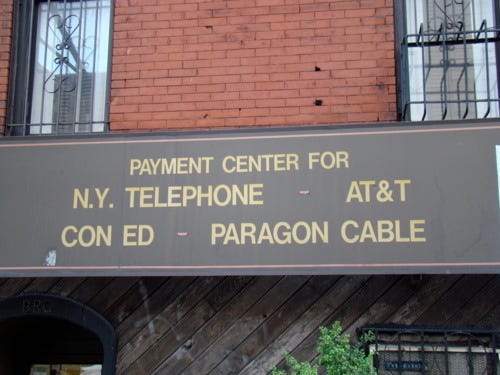 PAYMENT CENTER FOR
N.Y. TELEPHONE - AT&T
CON ED - PARAGON CABLE